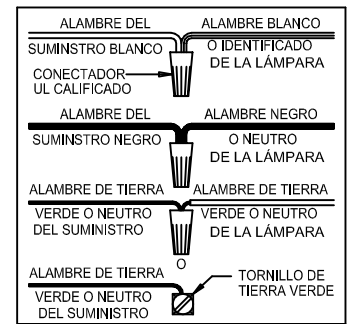 ALAMBRE DEL
SUMINSTRO BLANCO
ALAMBRE BLANCO
O IDENTIFICADO
DE LA LÁMPARA
CONECTADOR
UL CALIFICADO
ALAMBRE DEL
SUMINSTRO NEGRO
ALAMBRE NEGRO
O NEUTRO
DE LA LÁMPARA
ALAMBRE DE TIERRA
VERDE O NEUTRO
DEL SUMINISTRO
ALAMBRE DE TIERRA
VERDE O NEUTRO
DE LA LÁMPARA
O
ALAMBRE DE TIERRA
VERDE O NEUTRO
DEL SUMINISTRO
TORNILLO DE
TIERRA VERDE